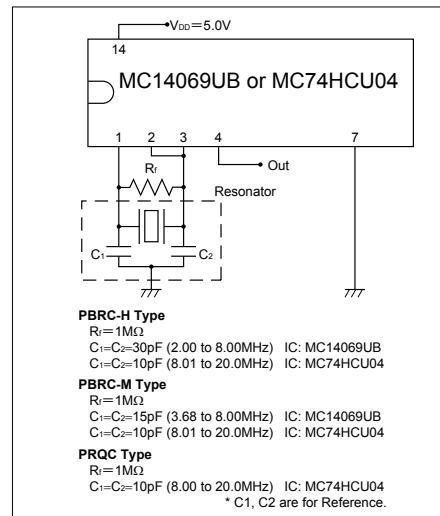 VDD=5.0V
14
MC14069UB or MC74HCU04
1 2 3 4 7
Out
Rf
Resonator
C1 C2
PBRC-H Type
Rf=1MΩ
C1=C2=30pF (2.00 to 8.00MHz) IC: MC14069UB
C1=C2=10pF (8.01 to 20.0MHz) IC: MC74HCU04
PBRC-M Type
Rf=1MΩ
C1=C2=15pF (3.68 to 8.00MHz) IC: MC14069UB
C1=C2=10pF (8.01 to 20.0MHz) IC: MC74HCU04
PRQC Type
Rf=1MΩ
C1=C2=10pF (8.00 to 20.0MHz) IC: MC74HCU04
* C1, C2 are for Reference.